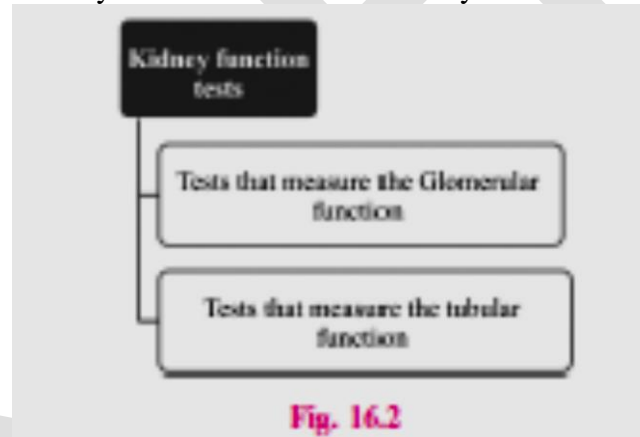 Kidney function
tests
Tests that measure the Glomerular
function
Tests that measure the tubular
function
Fig. 16.2